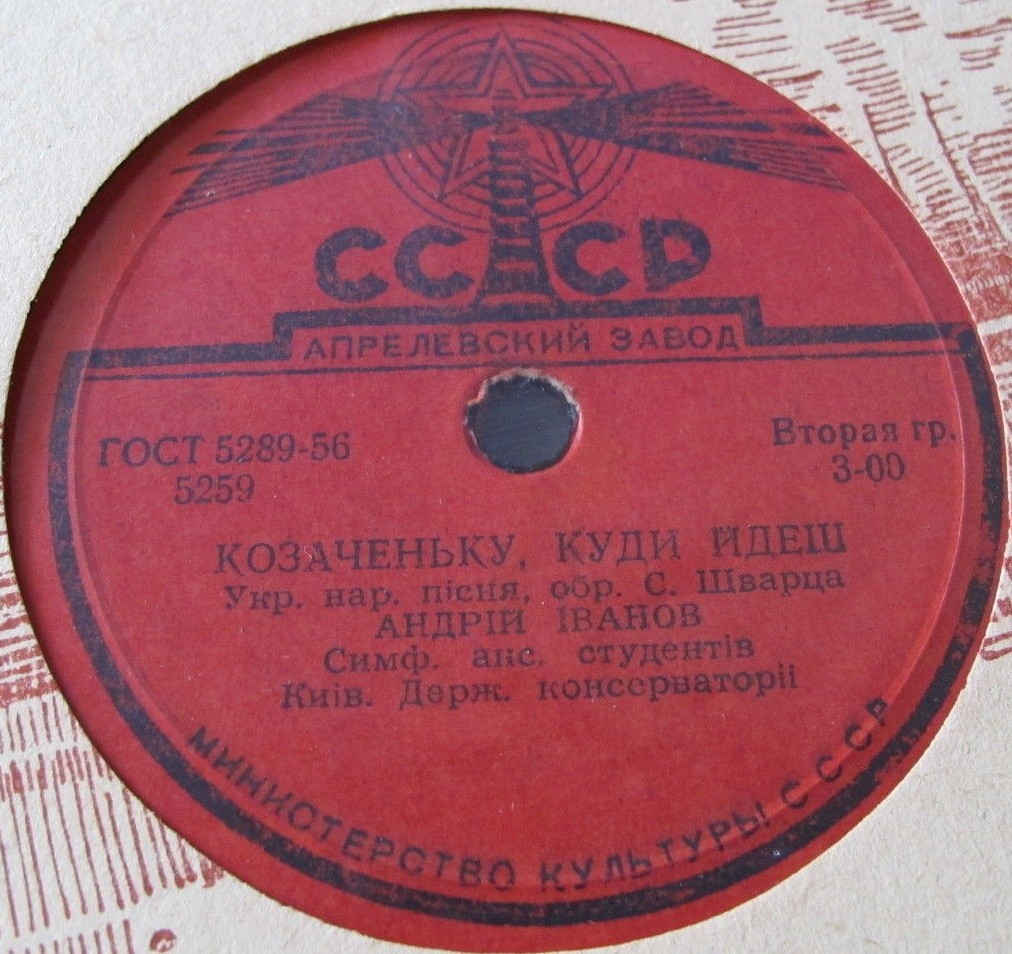 СССР
АПРЕЛЕВСКИЙ ЗАВОД
ГОСТ 5289-56
5259
Вторая гр.
3-00
КОЗАЧЕНЬКУ, КУДИ ЙДЕШ
Укр. нар. пісня, обр. С. Шварца
АНДРІЙ ІВАНОВ
Симф. анс. студентів
Київ. Держ. консерваторії
МИНИСТЕРСТВО КУЛЬТУРЫ СССР